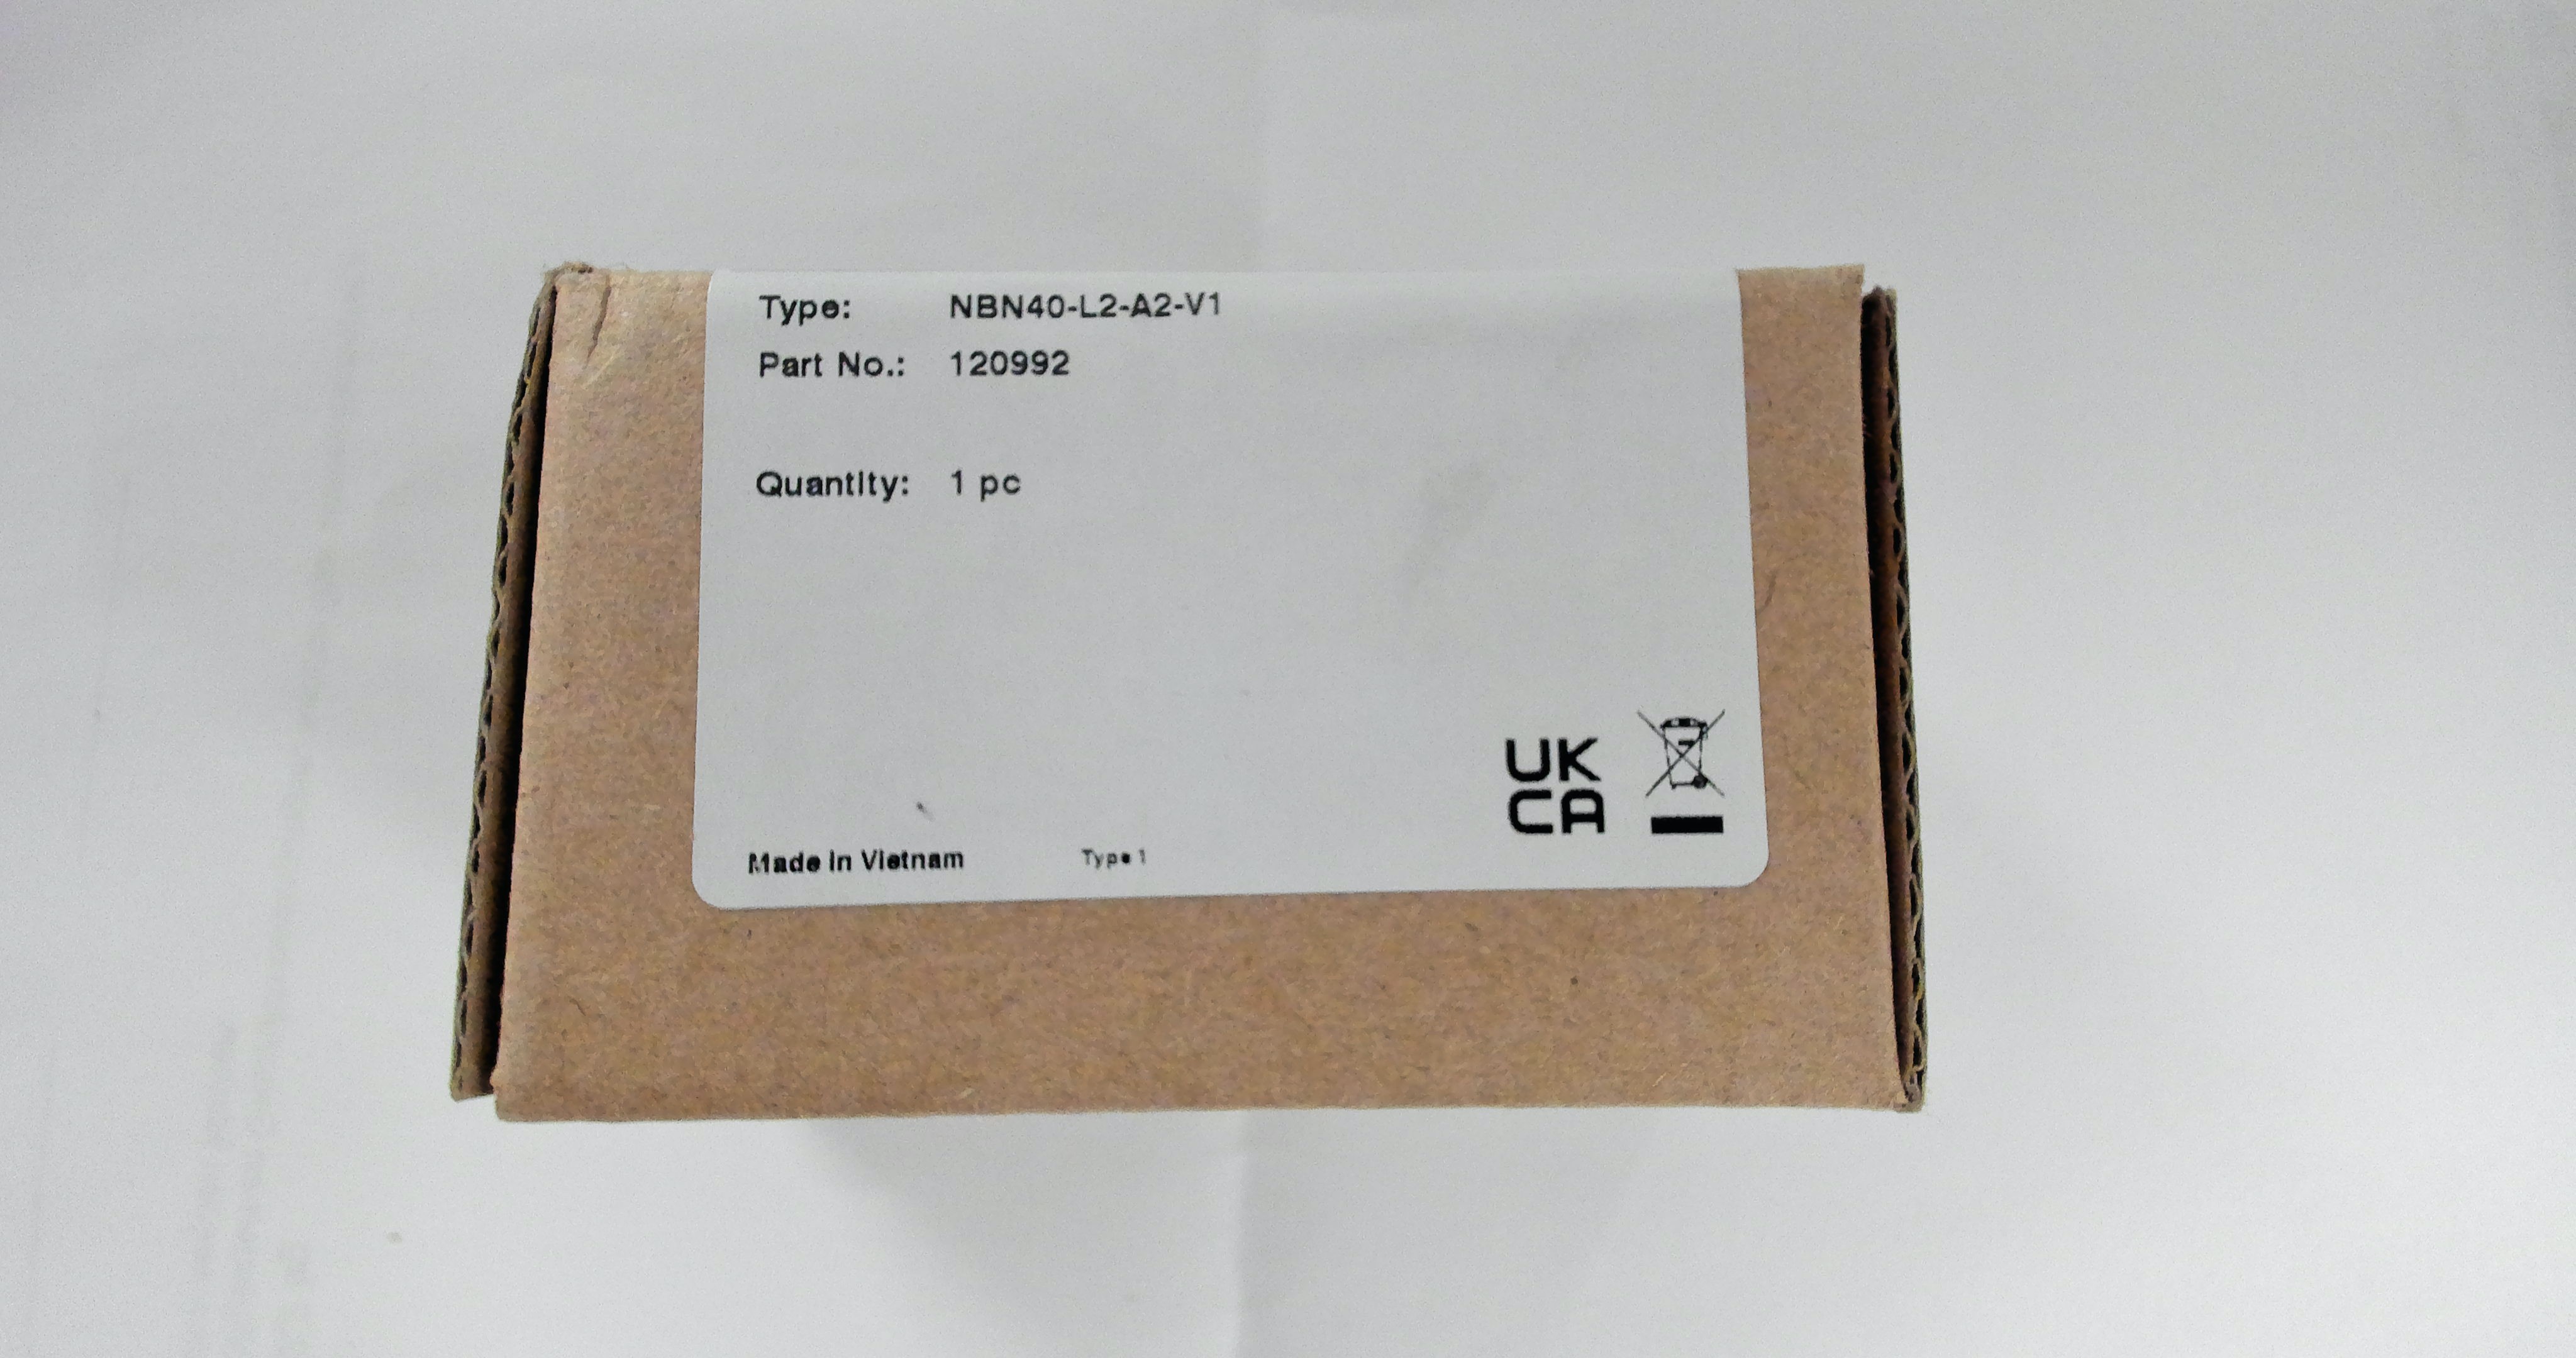 Type: NBN40-L2-A2-V1
Part No.: 120992
Quantity: 1 pc
UK
CA
Made in Vietnam Type 1